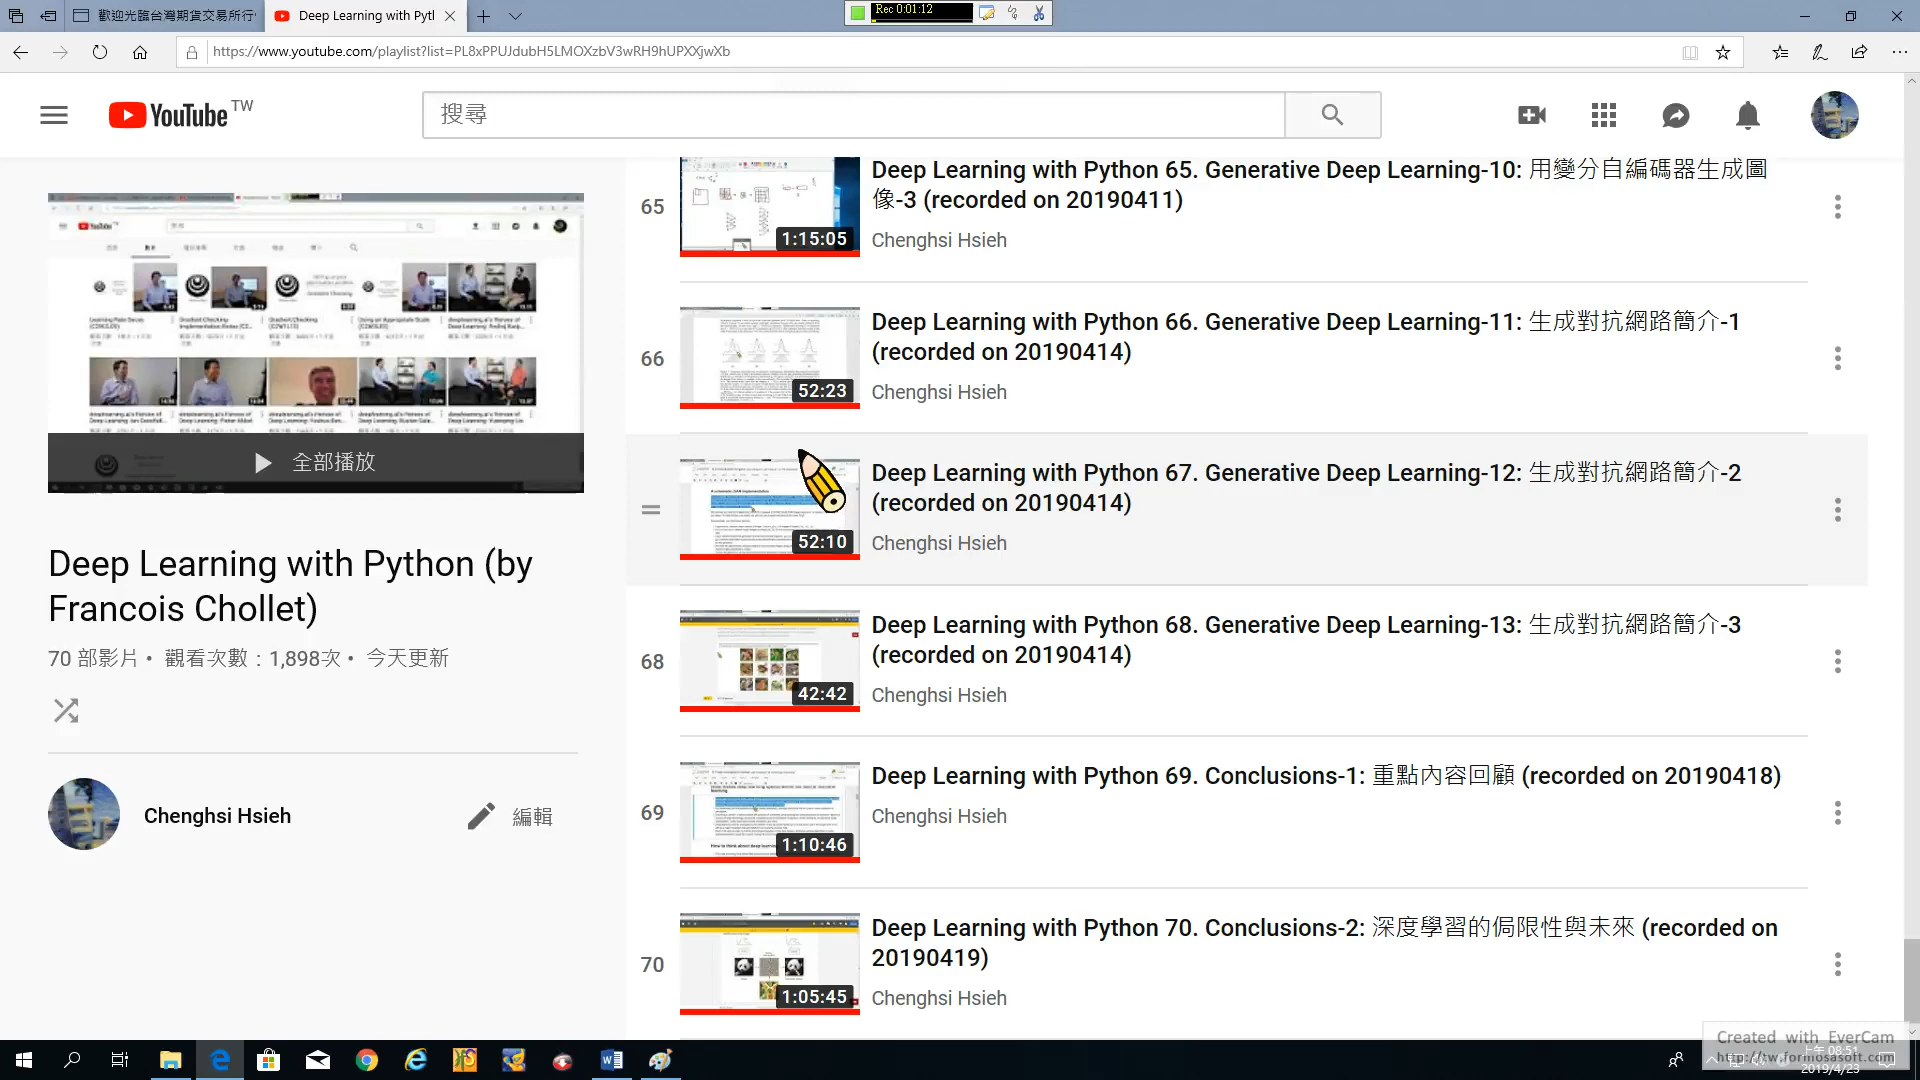 歡迎光臨台灣期貨交易所行
Deep Learning with Pytl
Rec 0:01:12
https://www.youtube.com/playlist?list=PL8xPPUJdubH5LMOXzbV3wRH9hUPXXjwXb
YouTube TW
搜尋
65
1:15:05
Deep Learning with Python 65. Generative Deep Learning-10: 用變分自編碼器生成圖
像-3 (recorded on 20190411)
Chenghsi Hsieh
66
52:23
Deep Learning with Python 66. Generative Deep Learning-11: 生成對抗網路簡介-1
(recorded on 20190414)
Chenghsi Hsieh
全部播放
52:10
Deep Learning with Python 67. Generative Deep Learning-12: 生成對抗網路簡介-2
(recorded on 20190414)
Chenghsi Hsieh
Deep Learning with Python (by
Francois Chollet)
70 部影片• 觀看次數：1,898次• 今天更新
68
42:42
Deep Learning with Python 68. Generative Deep Learning-13: 生成對抗網路簡介-3
(recorded on 20190414)
Chenghsi Hsieh
Chenghsi Hsieh
編輯
69
1:10:46
Deep Learning with Python 69. Conclusions-1: 重點內容回顧 (recorded on 20190418)
Chenghsi Hsieh
70
1:05:45
Deep Learning with Python 70. Conclusions-2: 深度學習的侷限性與未來 (recorded on
20190419)
Chenghsi Hsieh
Created with EverCam
http://tw.formosasoft.com
上午 08:51
2019/4/23